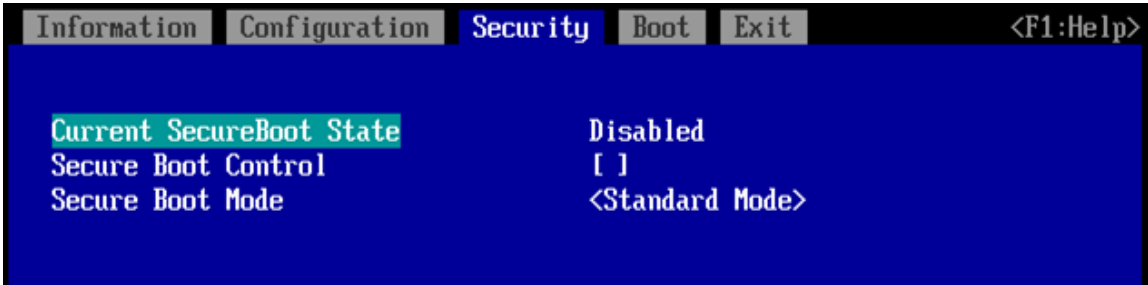 Information Configuration Security Boot Exit <F1:Help>
Current SecureBoot State Disabled
Secure Boot Control [ ]
Secure Boot Mode <Standard Mode>